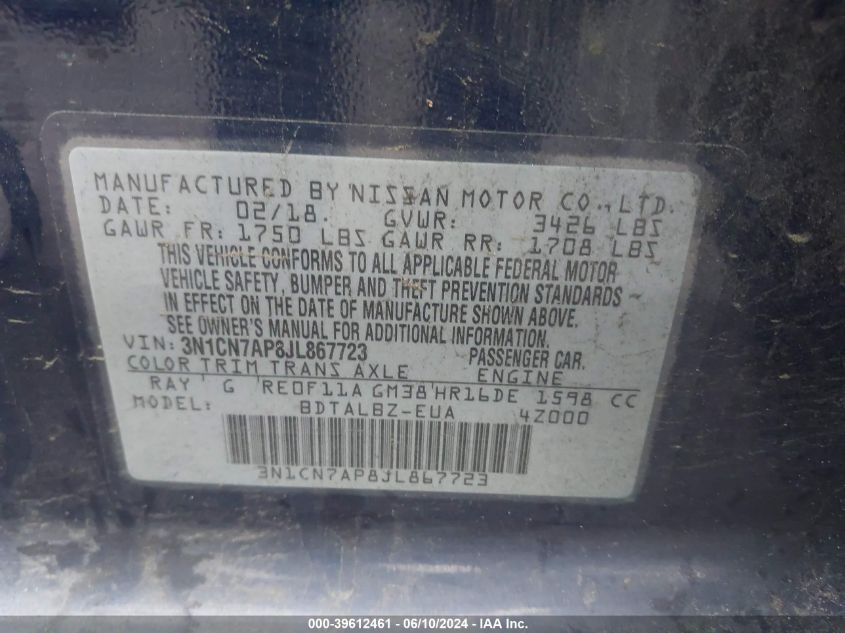 MANUFACTURED BY NISSAN MOTOR CO., LTD.
DATE: 02/18. GVWR: 3426 LBS
GAWR FR: 1750 LBS GAWR RR: 1708 LBS
THIS VEHICLE CONFORMS TO ALL APPLICABLE FEDERAL MOTOR
VEHICLE SAFETY, BUMPER AND THEFT PREVENTION STANDARDS
IN EFFECT ON THE DATE OF MANUFACTURE SHOWN ABOVE.
SEE OWNER'S MANUAL FOR ADDITIONAL INFORMATION.
VIN: 3N1CN7AP8JL867723 PASSENGER CAR.
COLOR TRIM TRANS AXLE ENGINE
RAY G RE0F11A GM38 HR16DE 1598 CC
MODEL: BDTALBZ-EUA 4Z000
3N1CN7AP8JL867723
000-39612461 - 06/10/2024 - IAA Inc.